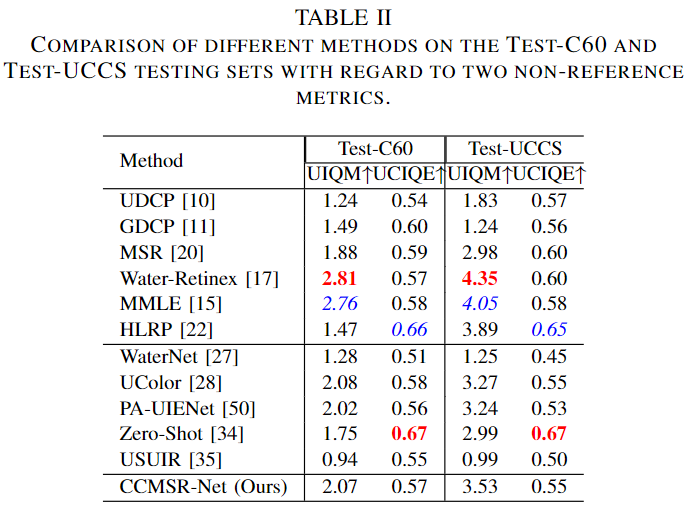 TABLE II
COMPARISON OF DIFFERENT METHODS ON THE TEST-C60 AND
TEST-UCCS TESTING SETS WITH REGARD TO TWO NON-REFERENCE
METRICS.
Method Test-C60 Test-UCCS
UIQM↑ UCIQE↑ UIQM↑ UCIQE↑
UDCP [10] 1.24 0.54 1.83 0.57
GDCP [11] 1.49 0.60 1.24 0.56
MSR [20] 1.88 0.59 2.98 0.60
Water-Retinex [17] 2.81 0.57 4.35 0.60
MMLE [15] 2.76 0.58 4.05 0.58
HLRP [22] 1.47 0.66 3.89 0.65
WaterNet [27] 1.28 0.51 1.25 0.45
UColor [28] 2.08 0.58 3.27 0.55
PA-UIENet [50] 2.02 0.56 3.24 0.53
Zero-Shot [34] 1.75 0.67 2.99 0.67
USUIR [35] 0.94 0.55 0.99 0.50
CCMSR-Net (Ours) 2.07 0.57 3.53 0.55